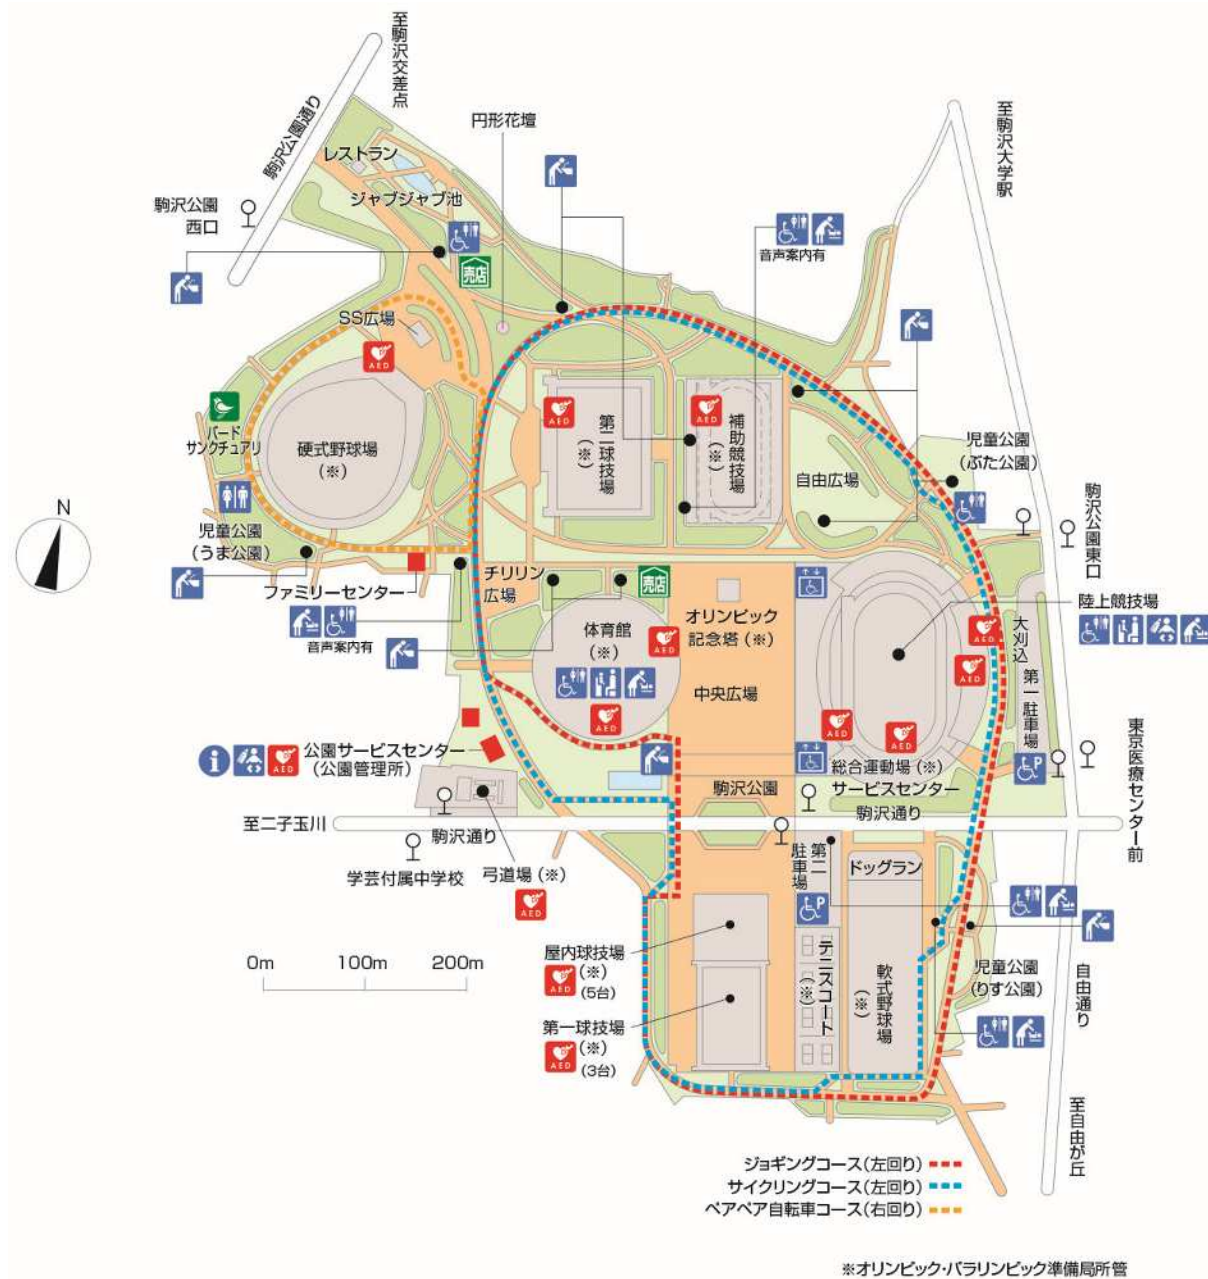 至駒沢交差点
駒沢公園通り
円形花壇
至駒沢大学駅
レストラン
ジャブジャブ池
駒沢公園
西口
音声案内有
売店
SS広場
AED
バード
サンクチュアリ
硬式野球場
(※)
AED
第二球技場
(※)
AED
補助競技場
(※)
自由広場
児童公園
(ぶた公園)
駒沢公園東口
N
児童公園
(うま公園)
ファミリーセンター
チリリン
広場
売店
音声案内有
体育館
(※)
AED
AED
オリンピック
記念塔(※)
中央広場
陸上競技場
AED
AED
AED
AED
大刈込
第一駐車場
P
i
AED
公園サービスセンター
(公園管理所)
総合運動場(※)
サービスセンター
駒沢公園
駒沢通り
東京医療センター前
至二子玉川
駒沢通り
学芸付属中学校
弓道場(※)
AED
第二
駐車場
P
ドッグラン
0m 100m 200m
屋内球技場
(※)
AED
(5台)
第一球技場
(※)
AED
(3台)
テニスコート
(※)
軟式野球場
(※)
児童公園
(りす公園)
自由通り
至自由が丘
ジョギングコース(左回り)
サイクリングコース(左回り)
ペアペア自転車コース(右回り)
※オリンピック・パラリンピック準備局所管